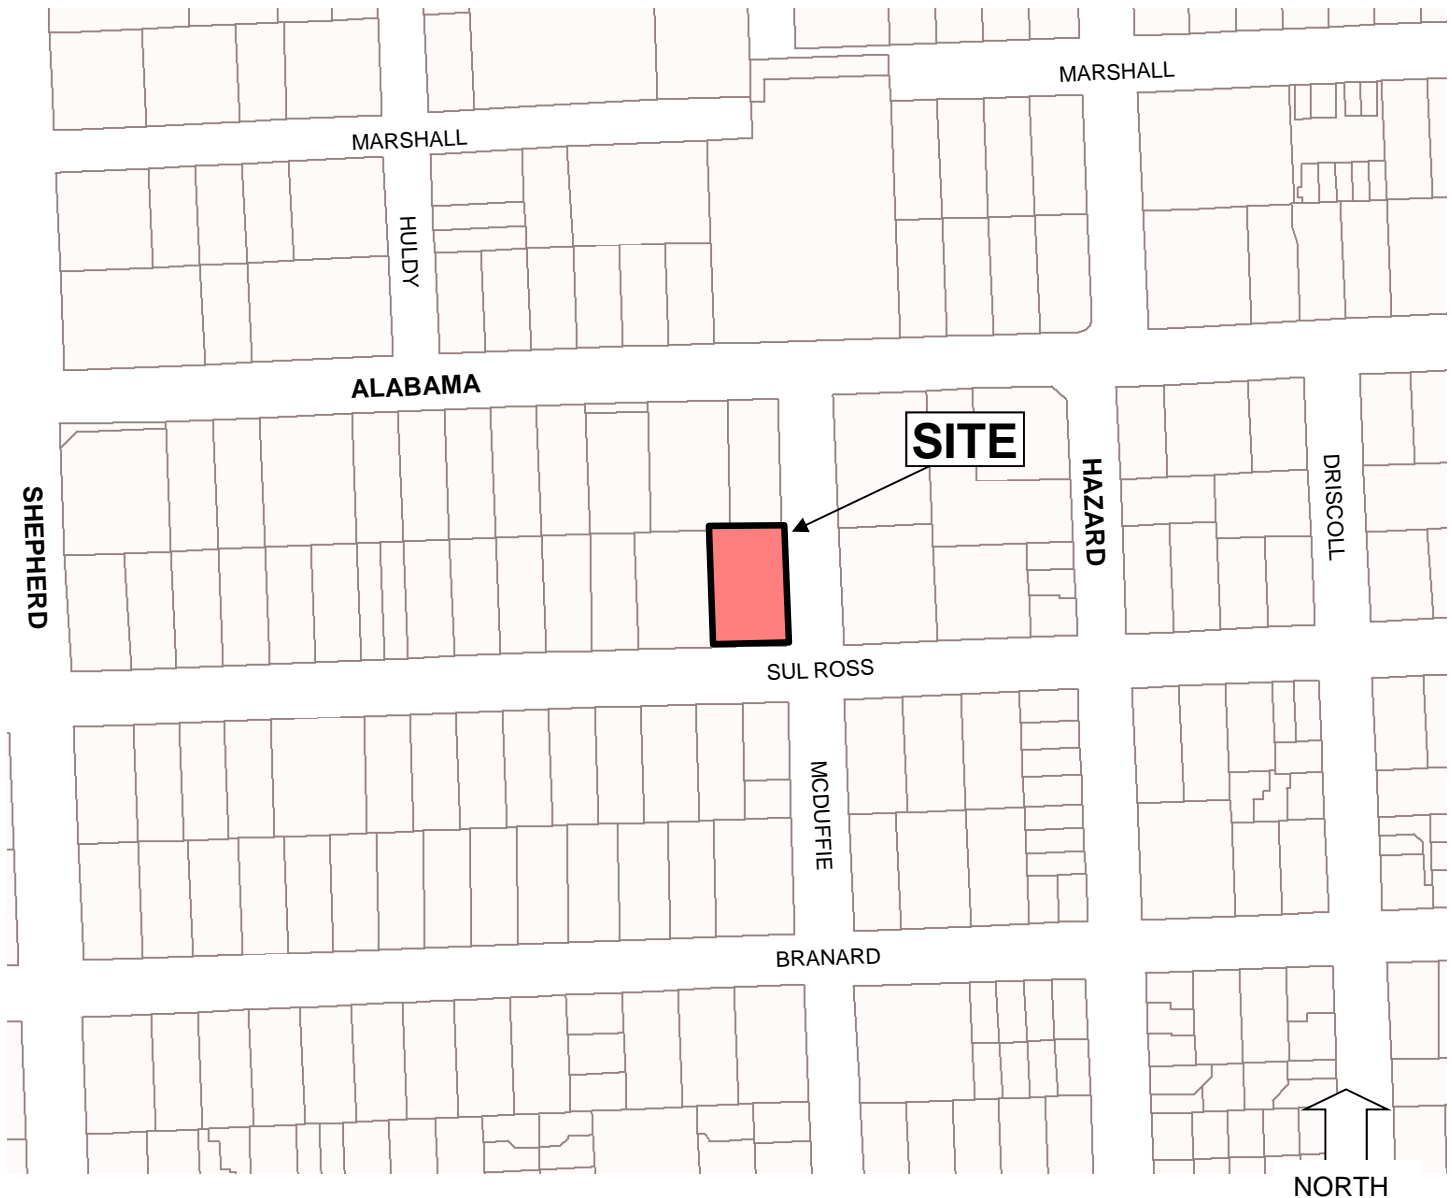 MARSHALL
MARSHALL
HULDY
ALABAMA
SITE
SHEPHERD
HAZARD
DRISCOLL
SUL ROSS
MCDUFFIE
BRANARD
NORTH